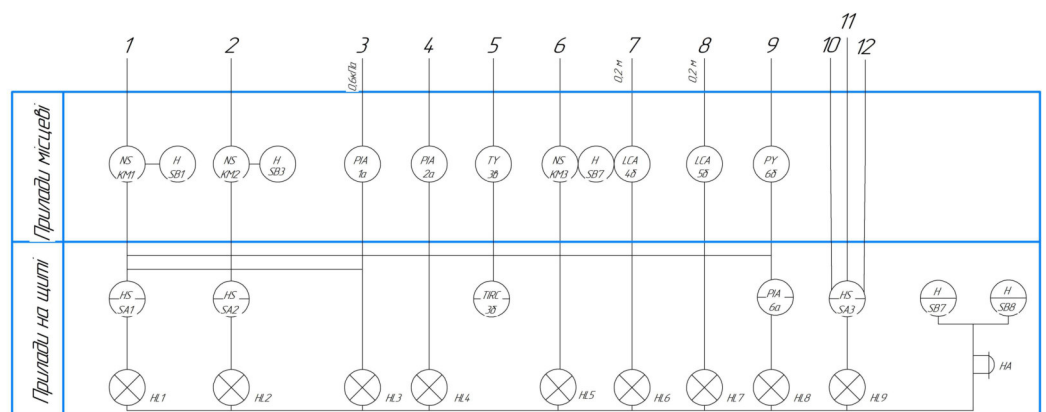 11
1 2 3 4 5 6 7 8 9 10 12
0,6кПа 0,2 м 0,2 м
Прилади місцеві
NS H NS H PIA PIA TY NS H LCA LCA PY
KM1 SB1 KM2 SB3 1а 2а 3б KM3 SB7 4б 5б 6б
Прилади на щиті
HS HS TIRC PIA HS H H
SA1 SA2 3б 6а SA3 SB7 SB8
HA
HL1 HL2 HL3 HL4 HL5 HL6 HL7 HL8 HL9